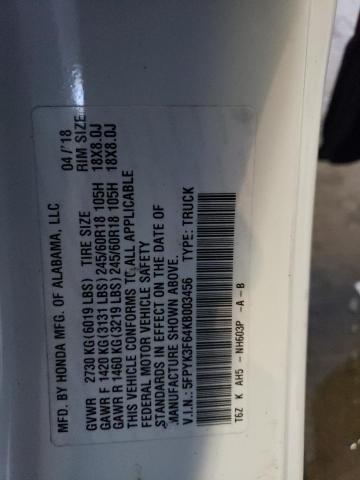 MFD. BY HONDA MFG. OF ALABAMA, LLC 04/'18
GVWR 2730 KG (6019 LBS) TIRE SIZE RIM SIZE
GAWR F 1420 KG (3131 LBS) 245/60R18 105H 18X8.0J
GAWR R 1460 KG (3219 LBS) 245/60R18 105H 18X8.0J
THIS VEHICLE CONFORMS TO ALL APPLICABLE
FEDERAL MOTOR VEHICLE SAFETY
STANDARDS IN EFFECT ON THE DATE OF
MANUFACTURE SHOWN ABOVE.
V.I.N.: 5FPYK3F64KB003456 TYPE: TRUCK
T6Z K AH5- NH603P -A-B